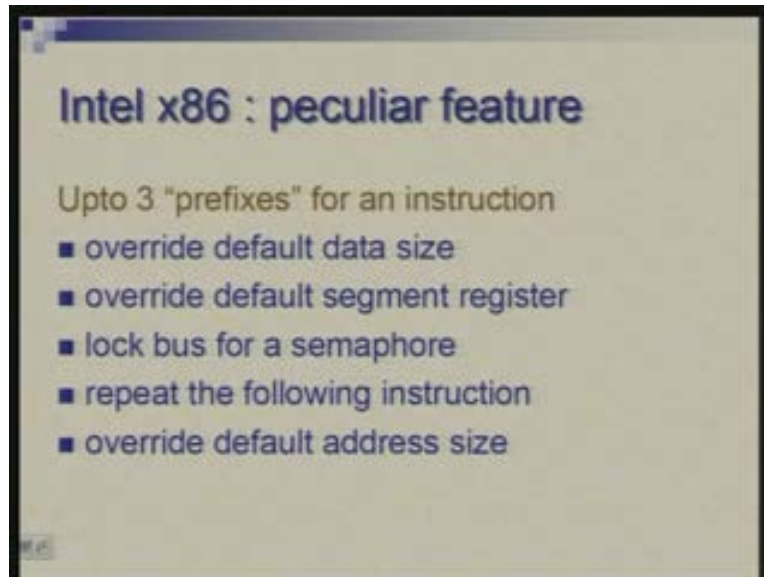 Intel x86 : peculiar feature
Upto 3 “prefixes” for an instruction
■ override default data size
■ override default segment register
■ lock bus for a semaphore
■ repeat the following instruction
■ override default address size